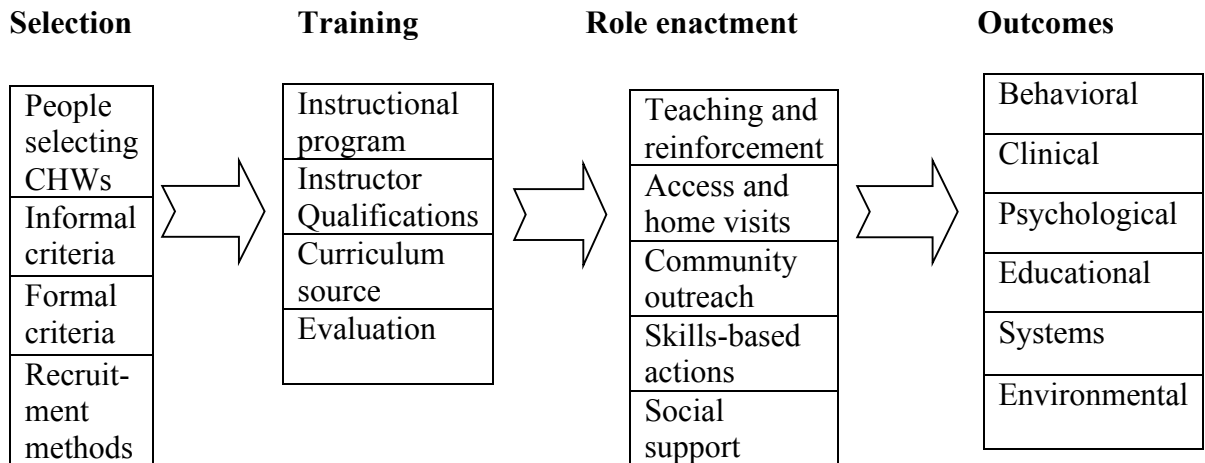 Selection
Training
Role enactment
Outcomes
People
selecting
CHWs
Informal
criteria
Formal
criteria
Recruit-
ment
methods
Instructional
program
Instructor
Qualifications
Curriculum
source
Evaluation
Teaching and
reinforcement
Access and
home visits
Community
outreach
Skills-based
actions
Social
support
Behavioral
Clinical
Psychological
Educational
Systems
Environmental